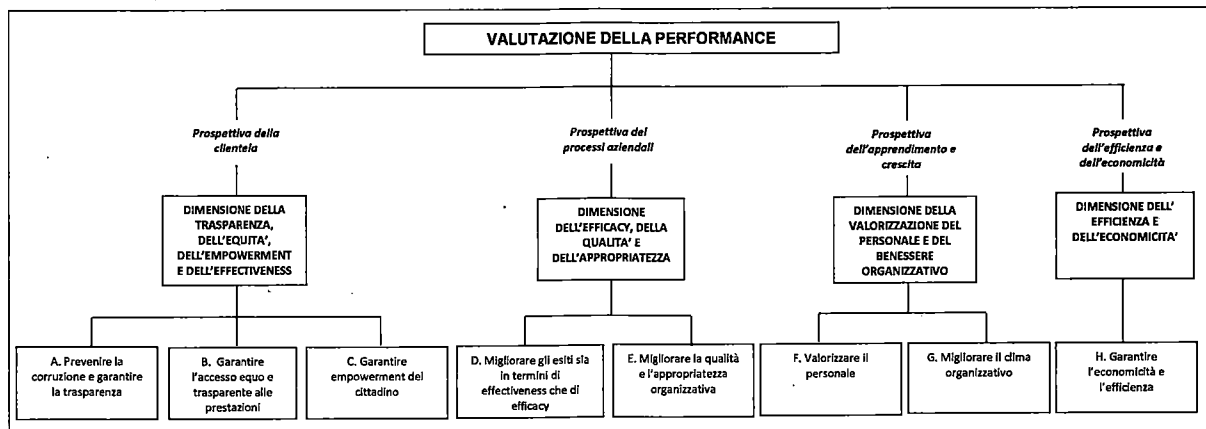 VALUTAZIONE DELLA PERFORMANCE
Prospettiva della
clientela
Prospettiva dei
processi aziendali
Prospettiva
dell'apprendimento e
crescita
Prospettiva
dell'efficienza e
dell'economicità
DIMENSIONE DELLA
TRASPARENZA,
DELL'EQUITA',
DELL'EMPOWERMENT
E DELL'EFFECTIVENESS
DIMENSIONE
DELL'EFFICACY, DELLA
QUALITA' E
DELL'APPROPRIATEZZA
DIMENSIONE DELLA
VALORIZZAZIONE DEL
PERSONALE E DEL
BENESSERE
ORGANIZZATIVO
DIMENSIONE DELL'
EFFICIENZA E
DELL'ECONOMICITA'
A. Prevenire la
corruzione e garantire
la trasparenza
B. Garantire
l'accesso equo e
trasparente alle
prestazioni
C. Garantire
empowerment del
cittadino
D. Migliorare gli esiti sia
in termini di
effectiveness che di
efficacy
E. Migliorare la qualità
e l'appropriatezza
organizzativa
F. Valorizzare il
personale
G. Migliorare il clima
organizzativo
H. Garantire
l'economicità e
l'efficienza